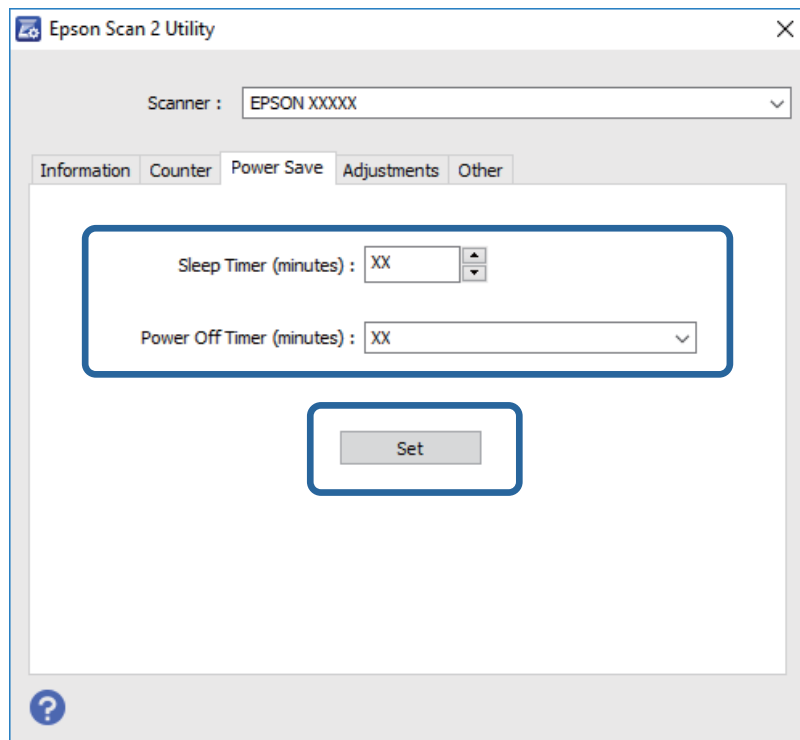 Epson Scan 2 Utility
Scanner : EPSON XXXXX
Information Counter Power Save Adjustments Other
Sleep Timer (minutes) : XX
Power Off Timer (minutes) : XX
Set
?